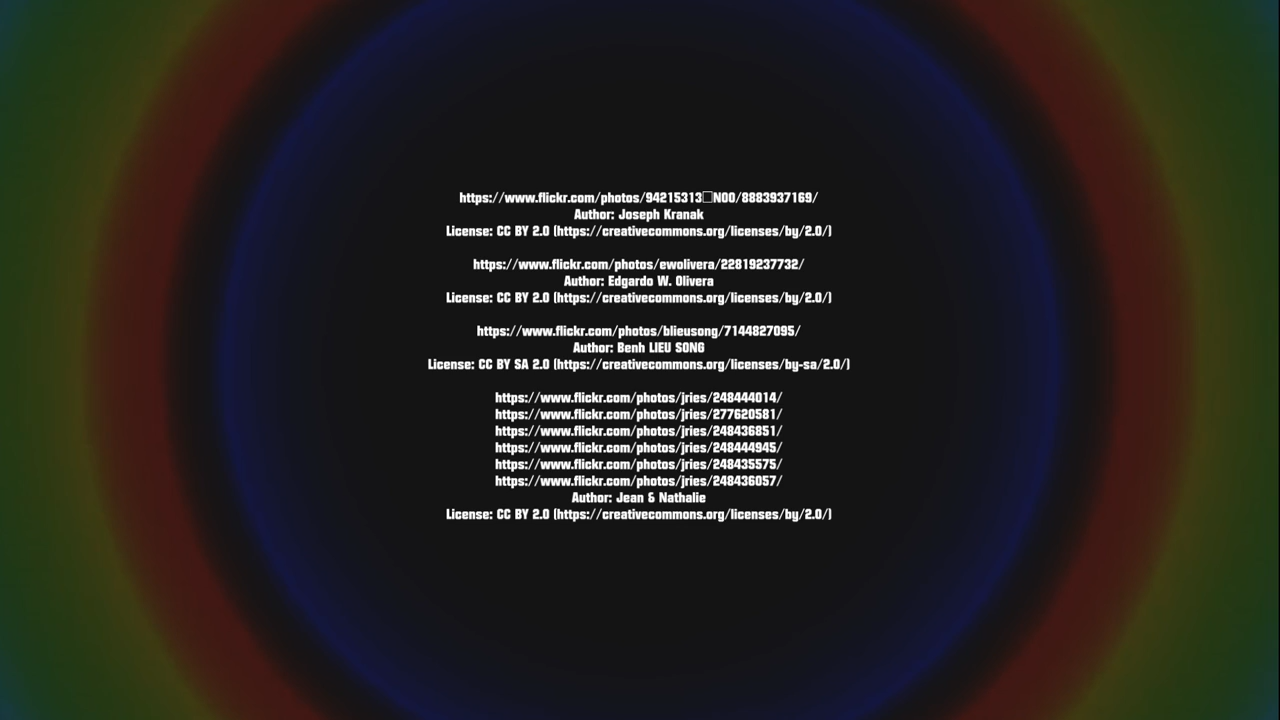 https://www.flickr.com/photos/94215313□N00/8883937169/
Author: Joseph Kranak
License: CC BY 2.0 (https://creativecommons.org/licenses/by/2.0/)
https://www.flickr.com/photos/ewolivera/22819237732/
Author: Edgardo W. Olivera
License: CC BY 2.0 (https://creativecommons.org/licenses/by/2.0/)
https://www.flickr.com/photos/blieusong/7144827095/
Author: Benh LIEU SONG
License: CC BY SA 2.0 (https://creativecommons.org/licenses/by-sa/2.0/)
https://www.flickr.com/photos/jries/248444014/
https://www.flickr.com/photos/jries/277620581/
https://www.flickr.com/photos/jries/248436851/
https://www.flickr.com/photos/jries/248444945/
https://www.flickr.com/photos/jries/248435575/
https://www.flickr.com/photos/jries/248436057/
Author: Jean & Nathalie
License: CC BY 2.0 (https://creativecommons.org/licenses/by/2.0/)